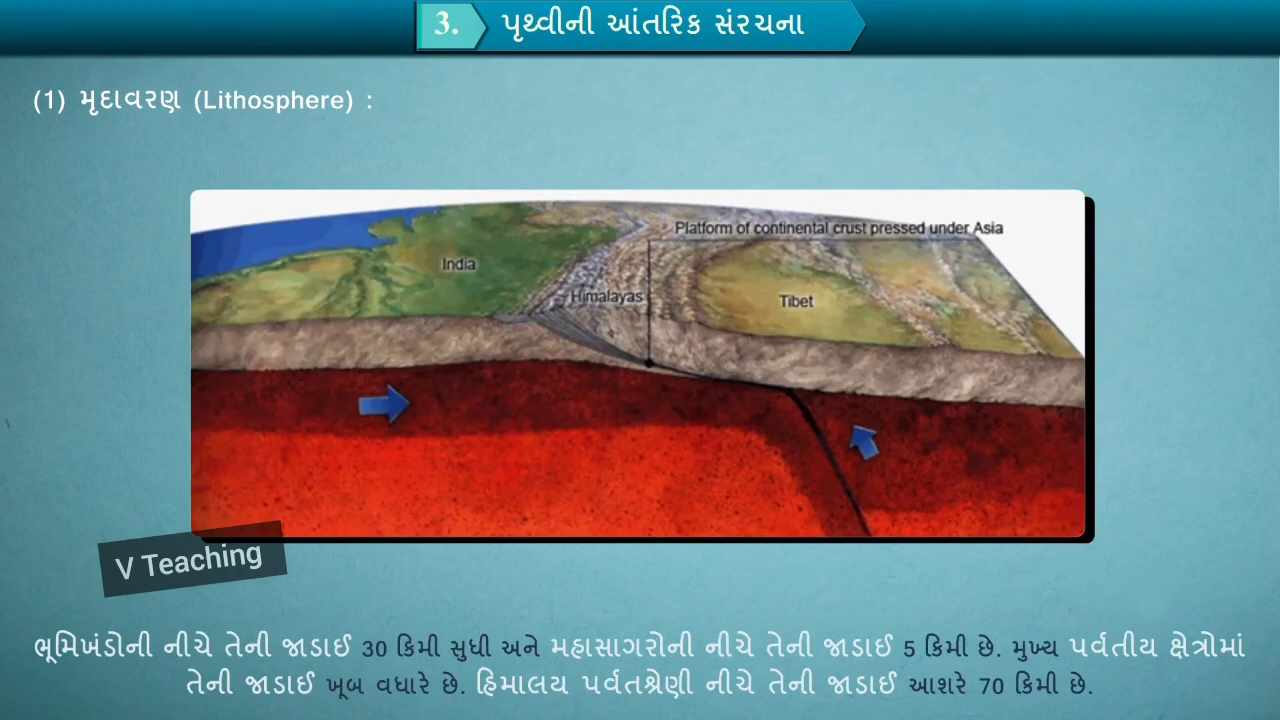 3. પૃથ્વીની આંતરિક સંરચના
(1) મૃદાવરણ (Lithosphere) :
Platform of continental crust pressed under Asia
India
Himalayas
Tibet
V Teaching
ભૂમિખંડોની નીચે તેની જાડાઈ 30 કિમી સુધી અને મહાસાગરોની નીચે તેની જાડાઈ 5 કિમી છે. મુખ્ય પર્વતીય ક્ષેત્રોમાં
તેની જાડાઈ ખૂબ વધારે છે. હિમાલય પર્વતશ્રેણી નીચે તેની જાડાઈ આશરે 70 કિમી છે.